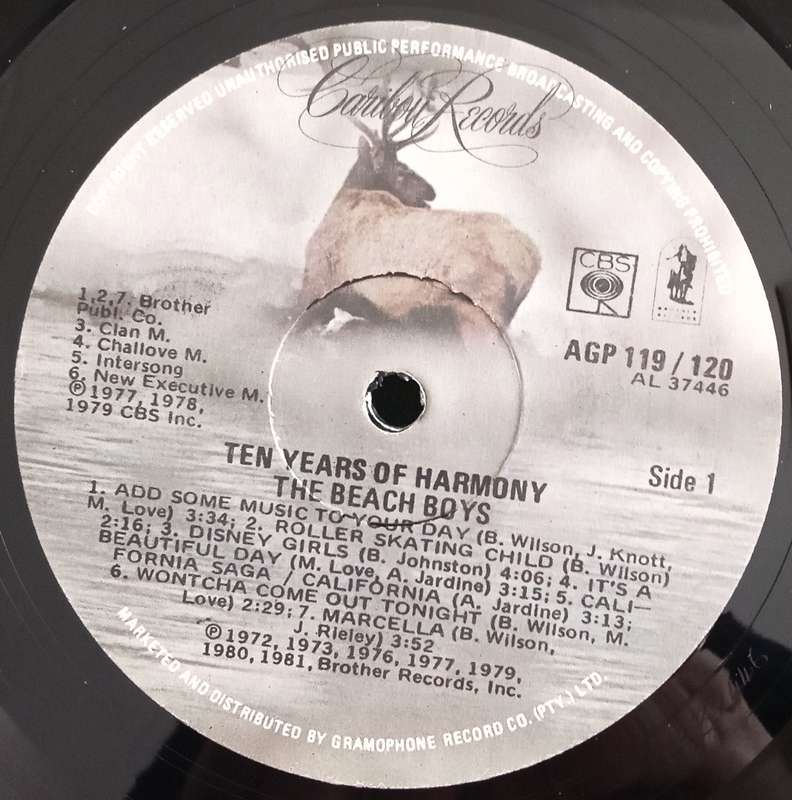 COPYRIGHT RESERVED UNAUTHORISED PUBLIC PERFORMANCE BROADCASTING AND COPYING PROHIBITED
Caribou Records
CBS
1,2,7. Brother
Publ. Co.
3. Clan M.
4. Challove M.
5. Intersong
6. New Executive M.
Ⓟ1977, 1978,
1979 CBS Inc.
AGP 119 / 120
AL 37446
Side 1
TEN YEARS OF HARMONY
THE BEACH BOYS
1. ADD SOME MUSIC TO YOUR DAY (B. Wilson, J. Knott,
M. Love) 3:34; 2. ROLLER SKATING CHILD (B. Wilson)
2:16; 3. DISNEY GIRLS (B. Johnston) 4:06; 4. IT'S A
BEAUTIFUL DAY (M. Love, A. Jardine) 3:15; 5. CALI–
FORNIA SAGA / CALIFORNIA (A. Jardine) 3:13;
6. WONTCHA COME OUT TONIGHT (B. Wilson, M.
Love) 2:29; 7. MARCELLA (B. Wilson,
J. Rieley) 3:52
Ⓟ1972, 1973, 1976, 1977, 1979,
1980, 1981, Brother Records, Inc.
MARKETED AND DISTRIBUTED BY GRAMOPHONE RECORD CO. (PTY.) LTD.